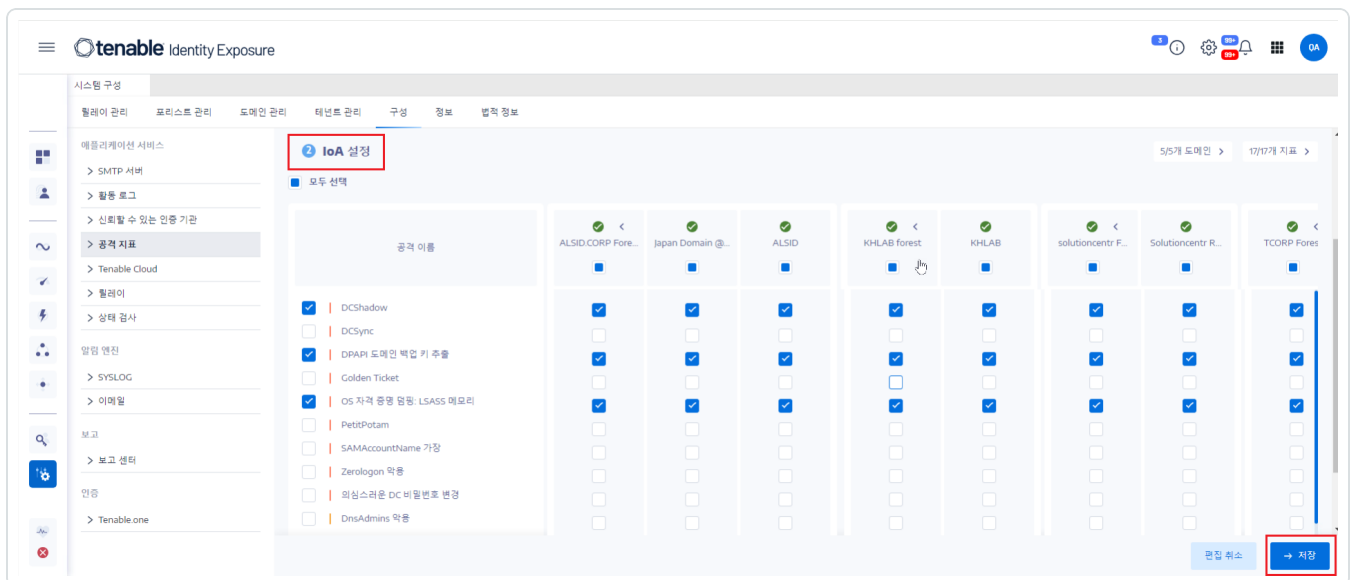 tenable Identity Exposure
3
99+
99+
QA
시스템 구성
릴레이 관리 포리스트 관리 도메인 관리 테넌트 관리 구성 정보 법적 정보
애플리케이션 서비스
> SMTP 서버
> 활동 로그
> 신뢰할 수 있는 인증 기관
> 공격 지표
> Tenable Cloud
> 릴레이
> 상태 검사
알림 엔진
> SYSLOG
> 이메일
보고
> 보고 센터
인증
> Tenable.one
2 IoA 설정
5/5개 도메인 >
17/17개 지표 >
모두 선택
공격 이름
ALSID.CORP Fore...
Japan Domain @...
ALSID
KHLAB forest
KHLAB
solutioncentr F...
Solutioncentr R...
TCORP Fores
DCShadow
DCSync
DPAPI 도메인 백업 키 추출
Golden Ticket
OS 자격 증명 덤핑: LSASS 메모리
PetitPotam
SAMAccountName 가장
Zerologon 악용
의심스러운 DC 비밀번호 변경
DnsAdmins 악용
편집 취소
→ 저장